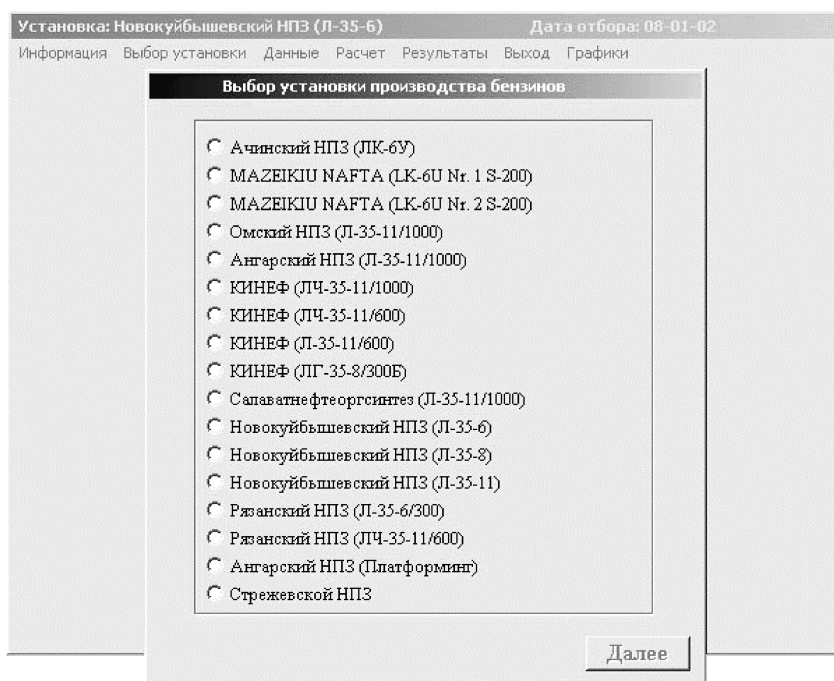 Установка: Новокуйбышевский НПЗ (Л-35-6) Дата отбора: 08-01-02
Информация Выбор установки Данные Расчет Результаты Выход Графики
Выбор установки производства бензинов
Ачинский НПЗ (ЛК-6У)
MAZEIKIU NAFTA (LK-6U Nr. 1 S-200)
MAZEIKIU NAFTA (LK-6U Nr. 2 S-200)
Омский НПЗ (Л-35-11/1000)
Ангарский НПЗ (Л-35-11/1000)
КИНЕФ (ЛЧ-35-11/1000)
КИНЕФ (ЛЧ-35-11/600)
КИНЕФ (Л-35-11/600)
КИНЕФ (ЛГ-35-8/300Б)
Салаватнефтеоргсинтез (Л-35-11/1000)
Новокуйбышевский НПЗ (Л-35-6)
Новокуйбышевский НПЗ (Л-35-8)
Новокуйбышевский НПЗ (Л-35-11)
Рязанский НПЗ (Л-35-6/300)
Рязанский НПЗ (ЛЧ-35-11/600)
Ангарский НПЗ (Платформинг)
Стрежевской НПЗ
Далее